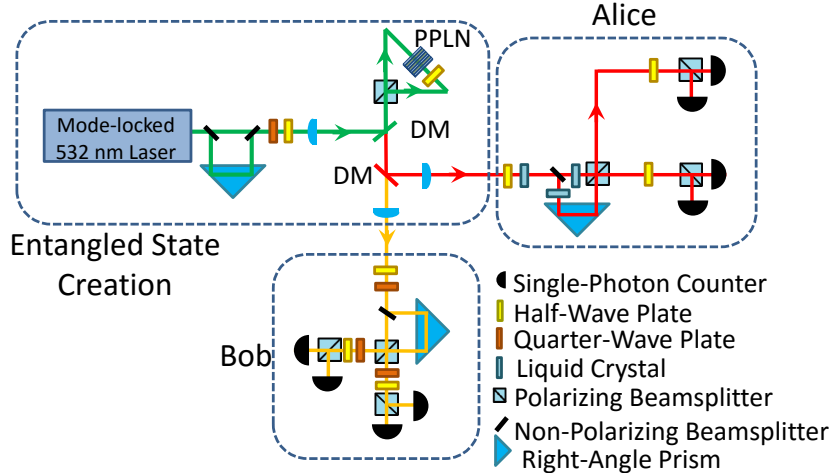 Alice
PPLN
Mode-locked
532 nm Laser
DM
DM
Entangled State
Creation
Bob
Single-Photon Counter
Half-Wave Plate
Quarter-Wave Plate
Liquid Crystal
Polarizing Beamsplitter
Non-Polarizing Beamsplitter
Right-Angle Prism